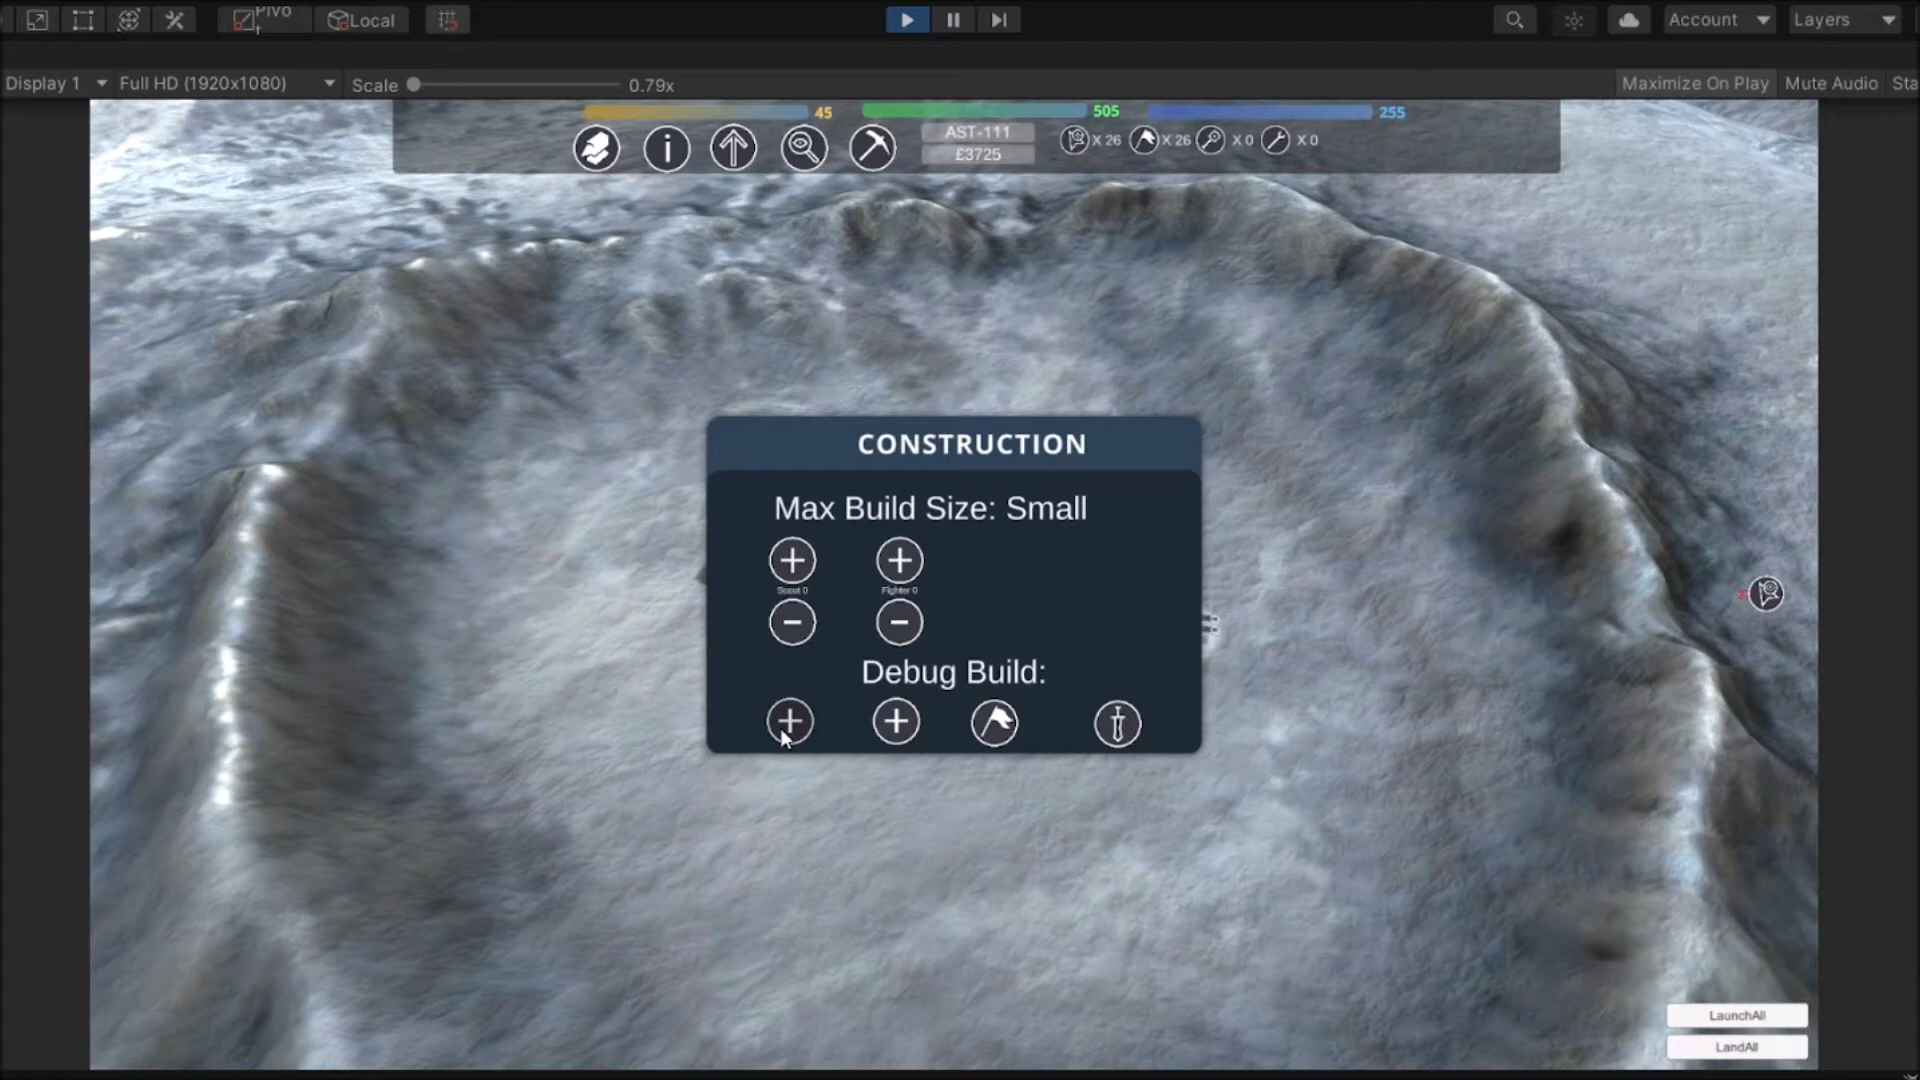 Pivo
t
Local
Account
Layers
Display 1
Full HD (1920x1080)
Scale
0.79x
Maximize On Play
Mute Audio
Sta
45
505
255
AST-111
£3725
X 26
X 26
X 0
X 0
CONSTRUCTION
Max Build Size: Small
Scout 0
Fighter 0
Debug Build:
LaunchAll
LandAll